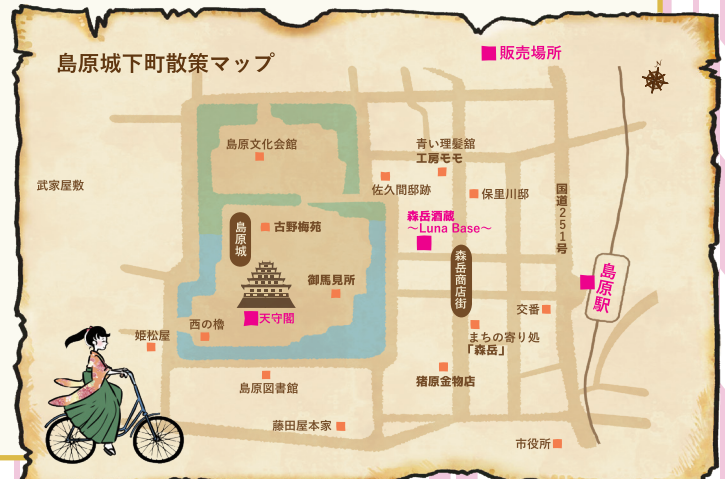 島原城下町散策マップ
販売場所
N
島原文化会館
青い理髪舘
工房モモ
武家屋敷
佐久間邸跡
保里川邸
国道251号
森岳酒蔵
～Luna Base～
島原城
古野梅苑
森岳商店街
御馬見所
島原駅
天守閣
西の櫓
交番
姫松屋
まちの寄り処
「森岳」
島原図書館
猪原金物店
藤田屋本家
市役所